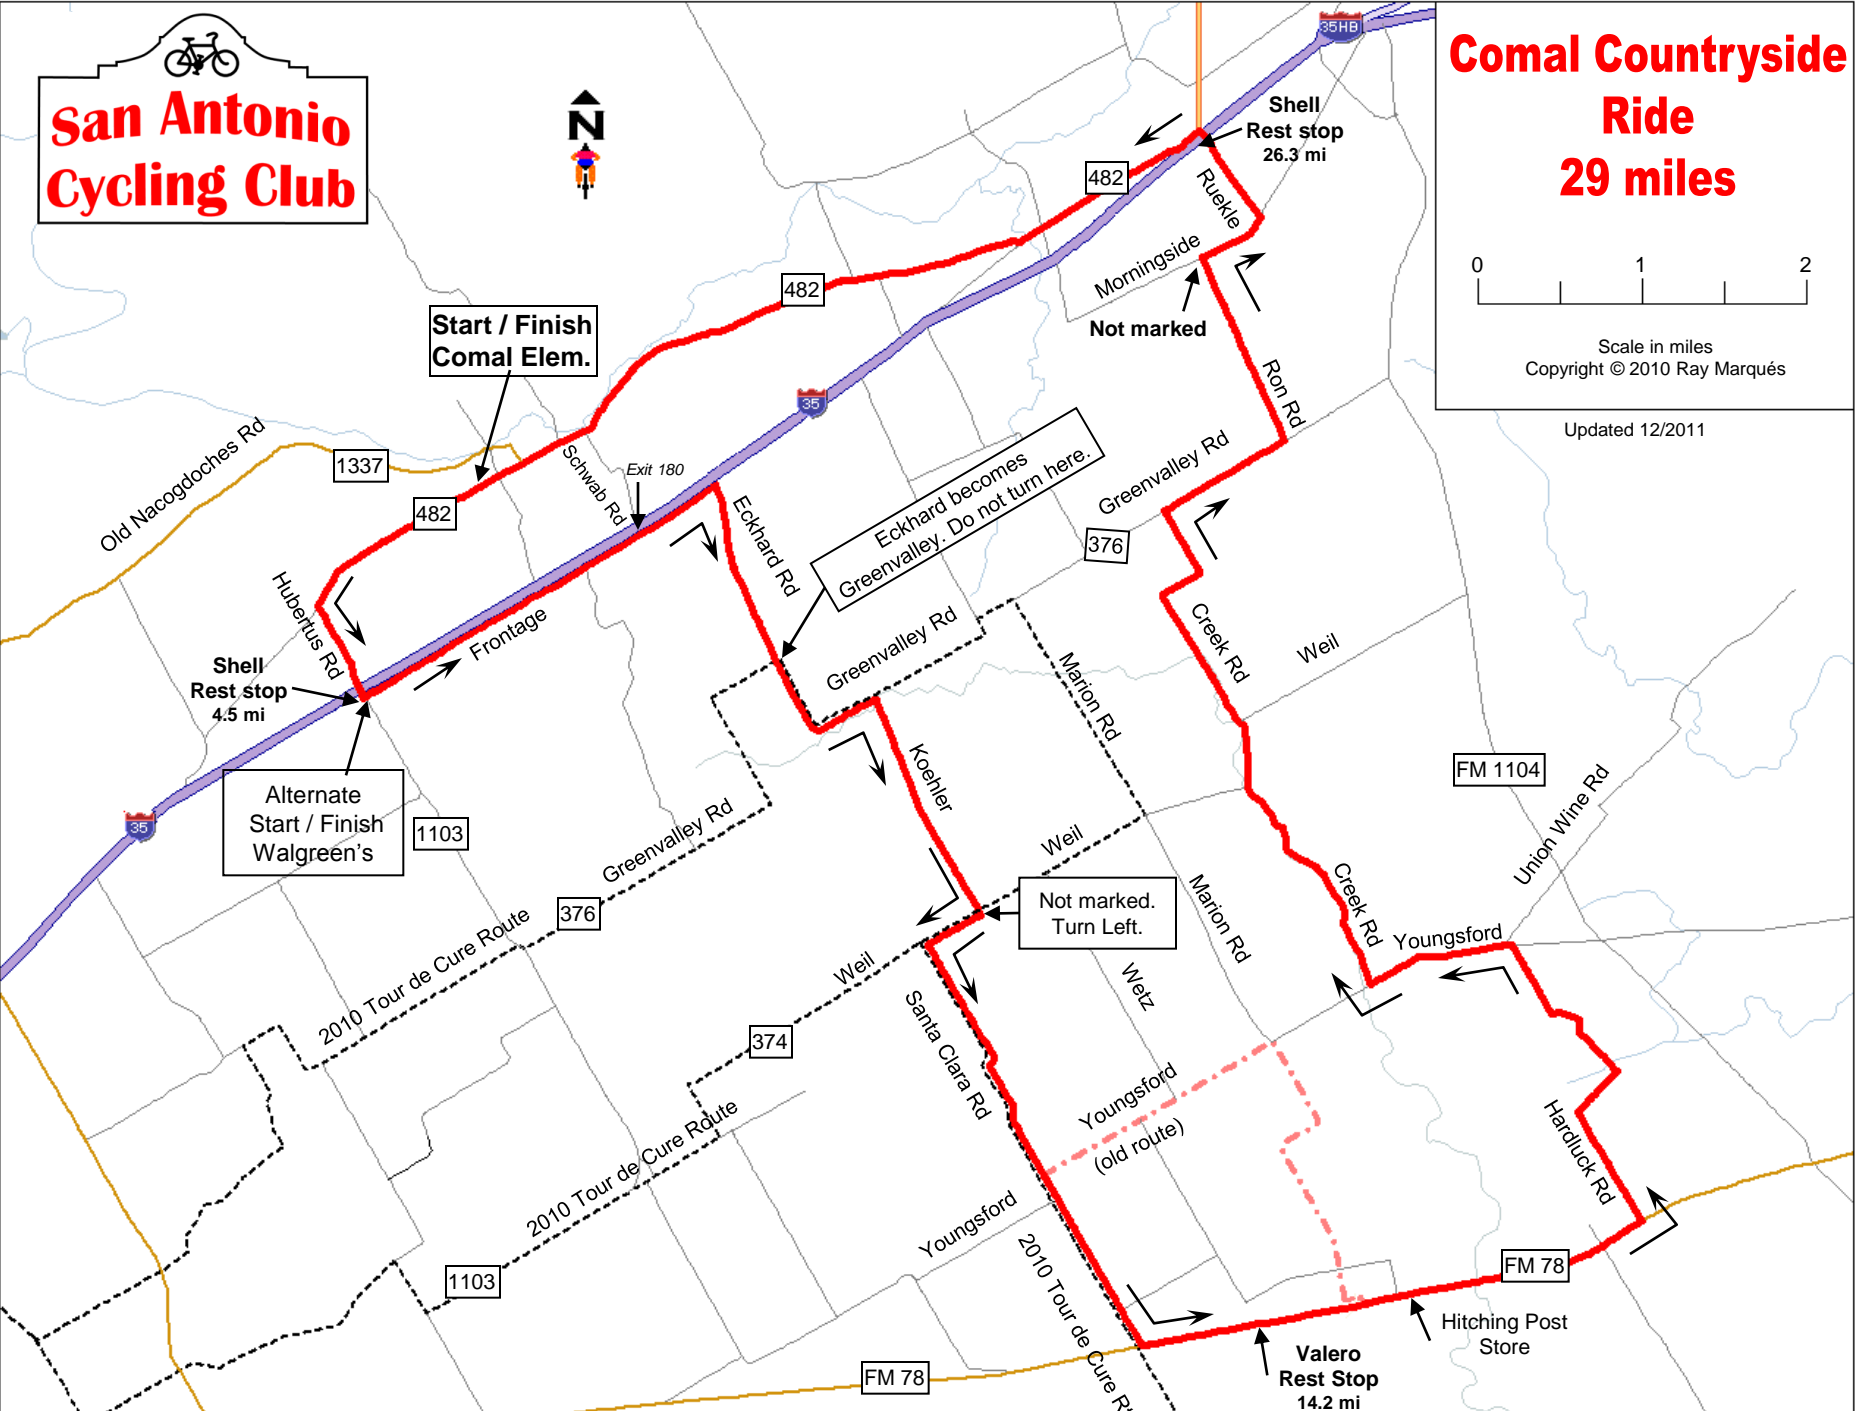 San Antonio
Cycling Club
N
35HB
Comal Countryside
Ride
29 miles
0 1 2
Scale in miles
Copyright © 2010 Ray Marqués
Updated 12/2011
Shell
Rest stop
26.3 mi
482
Ruekle
Morningside
Not marked
482
Start / Finish
Comal Elem.
35
Ron Rd
Old Nacogdoches Rd
1337
482
Schwab Rd
Exit 180
Eckhard Rd
Eckhard becomes
Greenvalley. Do not turn here.
Greenvalley Rd
376
Hubertus Rd
Frontage
Shell
Rest stop
4.5 mi
Greenvalley Rd
Marion Rd
Creek Rd
Weil
Alternate
Start / Finish
Walgreen's
35
1103
Koehler
FM 1104
Union Wine Rd
Greenvalley Rd
Weil
376
2010 Tour de Cure Route
Not marked.
Turn Left.
Marion Rd
Creek Rd
Youngsford
Weil
Wetz
Santa Clara Rd
374
2010 Tour de Cure Route
Youngsford
(old route)
Hardluck Rd
Youngsford
1103
2010 Tour de Cure R
FM 78
FM 78
Hitching Post
Store
Valero
Rest Stop
14.2 mi